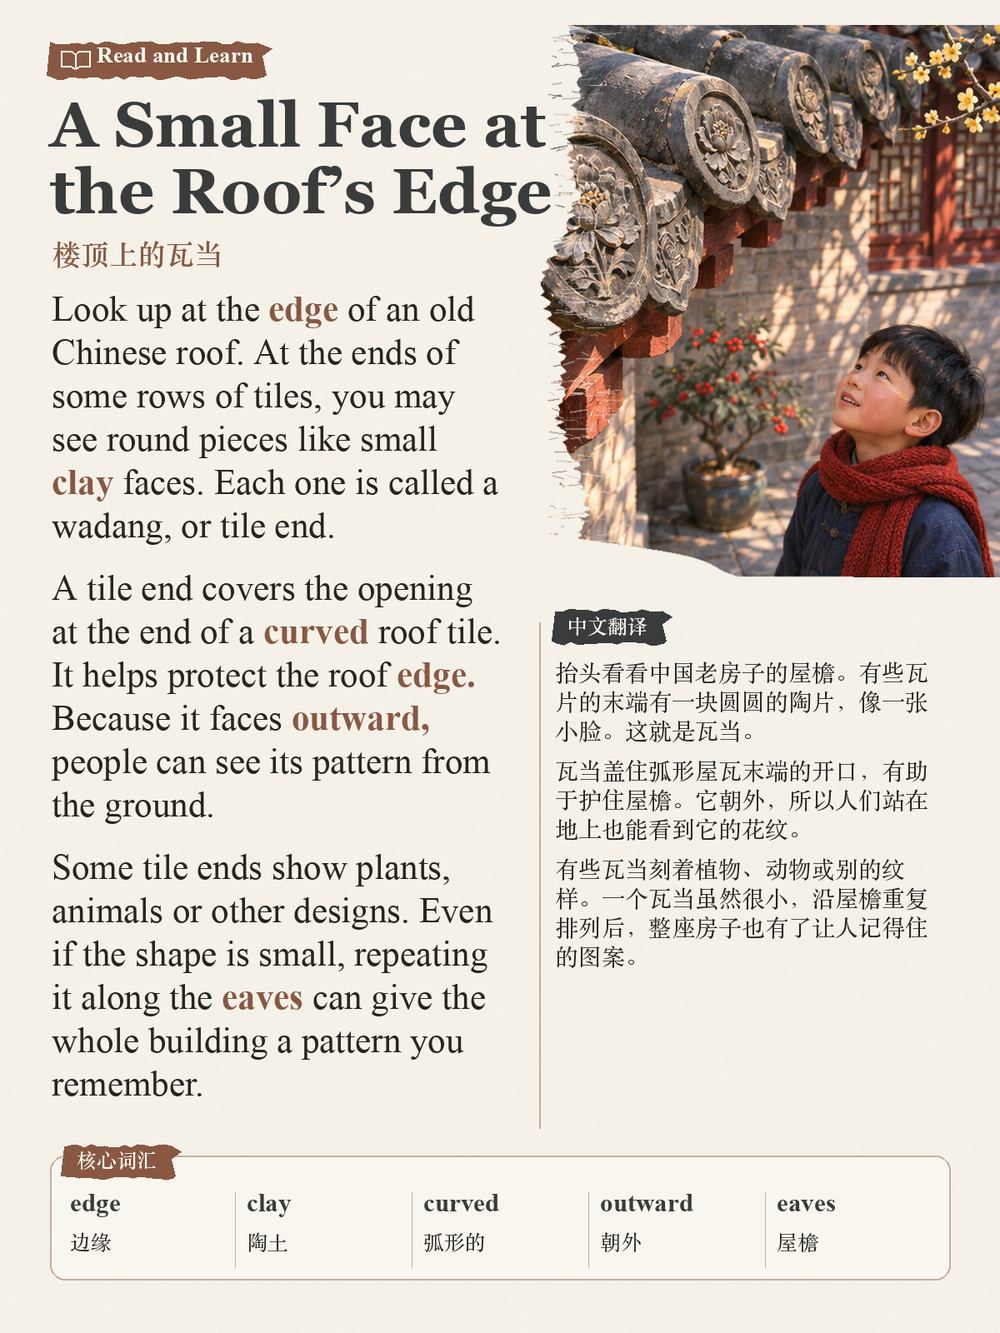 Read and Learn
A Small Face at
the Roof’s Edge
楼顶上的瓦当
Look up at the edge of an old
Chinese roof. At the ends of
some rows of tiles, you may
see round pieces like small
clay faces. Each one is called a
wadang, or tile end.
A tile end covers the opening
at the end of a curved roof tile.
It helps protect the roof edge.
Because it faces outward,
people can see its pattern from
the ground.
Some tile ends show plants,
animals or other designs. Even
if the shape is small, repeating
it along the eaves can give the
whole building a pattern you
remember.
中文翻译
抬头看看中国老房子的屋檐。有些瓦
片的末端有一块圆圆的陶片，像一张
小脸。这就是瓦当。
瓦当盖住弧形屋瓦末端的开口，有助
于护住屋檐。它朝外，所以人们站在
地上也能看到它的花纹。
有些瓦当刻着植物、动物或别的纹
样。一个瓦当虽然很小，沿屋檐重复
排列后，整座房子也有了让人记得住
的图案。
核心词汇
edge
边缘
clay
陶土
curved
弧形的
outward
朝外
eaves
屋檐